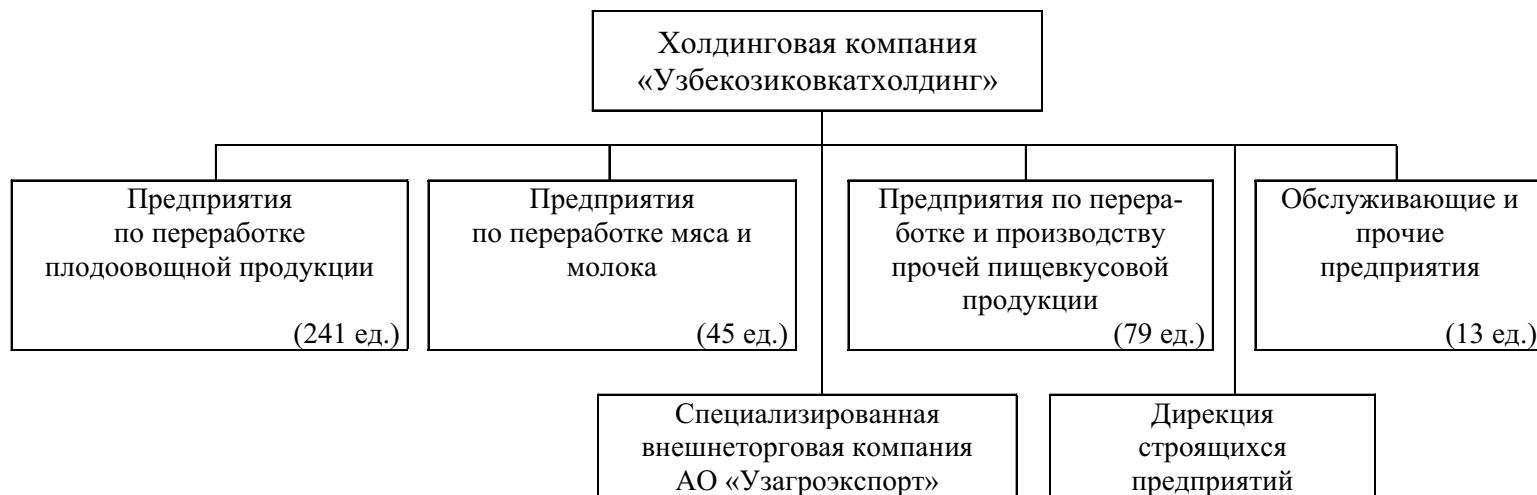 Холдинговая компания
«Узбекозиковкатхолдинг»
Предприятия
по переработке
плодоовощной продукции
(241 ед.)
Предприятия
по переработке мяса и
молока
(45 ед.)
Предприятия по перера-
ботке и производству
прочей пищевкусовой
продукции
(79 ед.)
Обслуживающие и
прочие
предприятия
(13 ед.)
Специализированная
внешнеторговая компания
АО «Узагроэкспорт»
Дирекция
строящихся
предприятий